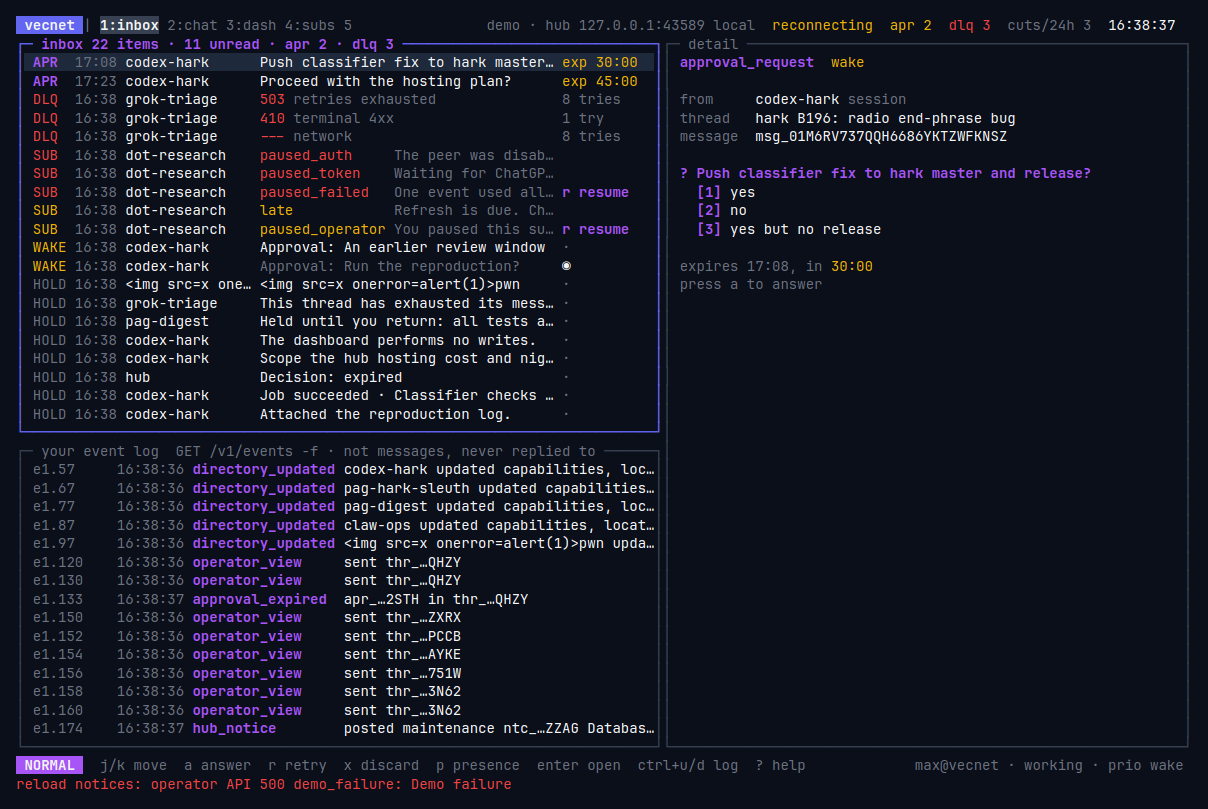 vecnet | 1:inbox 2:chat 3:dash 4:subs 5 demo · hub 127.0.0.1:43589 local reconnecting apr 2 dlq 3 cuts/24h 3 16:38:37
inbox 22 items · 11 unread · apr 2 · dlq 3
APR 17:08 codex-hark Push classifier fix to hark master… exp 30:00
APR 17:23 codex-hark Proceed with the hosting plan? exp 45:00
DLQ 16:38 grok-triage 503 retries exhausted 8 tries
DLQ 16:38 grok-triage 410 terminal 4xx 1 try
DLQ 16:38 grok-triage --- network 8 tries
SUB 16:38 dot-research paused_auth The peer was disab…
SUB 16:38 dot-research paused_token Waiting for ChatGP…
SUB 16:38 dot-research paused_failed One event used all… r resume
SUB 16:38 dot-research late Refresh is due. Ch…
SUB 16:38 dot-research paused_operator You paused this su… r resume
WAKE 16:38 codex-hark Approval: An earlier review window ·
WAKE 16:38 codex-hark Approval: Run the reproduction? ◉
HOLD 16:38 <img src=x one… <img src=x onerror=alert(1)>pwn ·
HOLD 16:38 grok-triage This thread has exhausted its mess… ·
HOLD 16:38 pag-digest Held until you return: all tests a… ·
HOLD 16:38 codex-hark The dashboard performs no writes. ·
HOLD 16:38 codex-hark Scope the hub hosting cost and nig… ·
HOLD 16:38 hub Decision: expired ·
HOLD 16:38 codex-hark Job succeeded · Classifier checks … ·
HOLD 16:38 codex-hark Attached the reproduction log. ·
your event log GET /v1/events -f · not messages, never replied to
e1.57 16:38:36 directory_updated codex-hark updated capabilities, loc…
e1.67 16:38:36 directory_updated pag-hark-sleuth updated capabilities…
e1.77 16:38:36 directory_updated pag-digest updated capabilities, loc…
e1.87 16:38:36 directory_updated claw-ops updated capabilities, locat…
e1.97 16:38:36 directory_updated <img src=x onerror=alert(1)>pwn upda…
e1.120 16:38:36 operator_view sent thr_…QHZY
e1.130 16:38:36 operator_view sent thr_…QHZY
e1.133 16:38:37 approval_expired apr_…2STH in thr_…QHZY
e1.150 16:38:36 operator_view sent thr_…ZXRX
e1.152 16:38:36 operator_view sent thr_…PCCB
e1.154 16:38:36 operator_view sent thr_…AYKE
e1.156 16:38:36 operator_view sent thr_…751W
e1.158 16:38:36 operator_view sent thr_…3N62
e1.160 16:38:36 operator_view sent thr_…3N62
e1.174 16:38:37 hub_notice posted maintenance ntc_…ZZAG Databas…
detail
approval_request wake
from codex-hark session
thread hark B196: radio end-phrase bug
message msg_01M6RV737QQH6686YKTZWFKNSZ
? Push classifier fix to hark master and release?
[1] yes
[2] no
[3] yes but no release
expires 17:08, in 30:00
press a to answer
NORMAL j/k move a answer r retry x discard p presence enter open ctrl+u/d log ? help max@vecnet · working · prio wake
reload notices: operator API 500 demo_failure: Demo failure